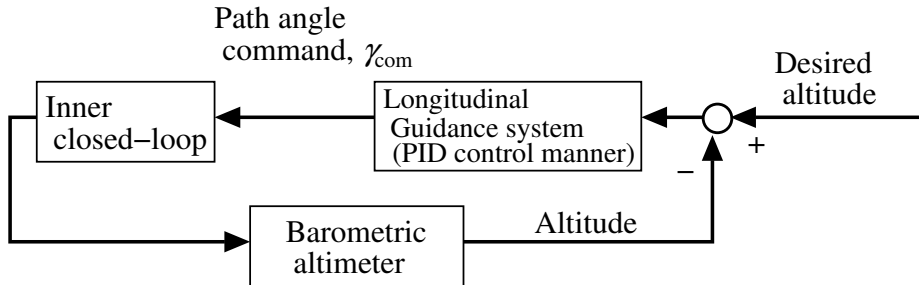 Path angle
command, γcom
Desired
altitude
Inner
closed−loop
Longitudinal
Guidance system
(PID control manner)
+
−
Barometric
altimeter
Altitude